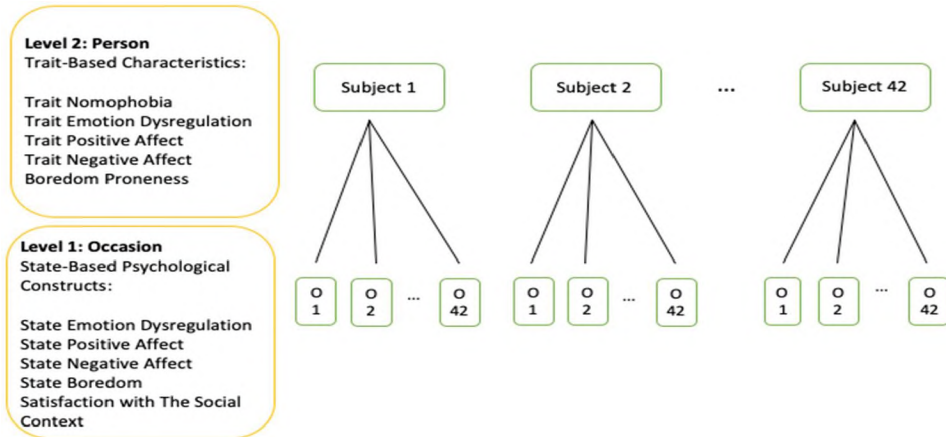 Level 2: Person
Trait-Based Characteristics:
Trait Nomophobia
Trait Emotion Dysregulation
Trait Positive Affect
Trait Negative Affect
Boredom Proneness
Subject 1
Subject 2
...
Subject 42
Level 1: Occasion
State-Based Psychological
Constructs:
State Emotion Dysregulation
State Positive Affect
State Negative Affect
State Boredom
Satisfaction with The Social
Context
O
1
O
2
...
O
42
O
1
O
2
...
O
42
O
1
O
2
...
O
42